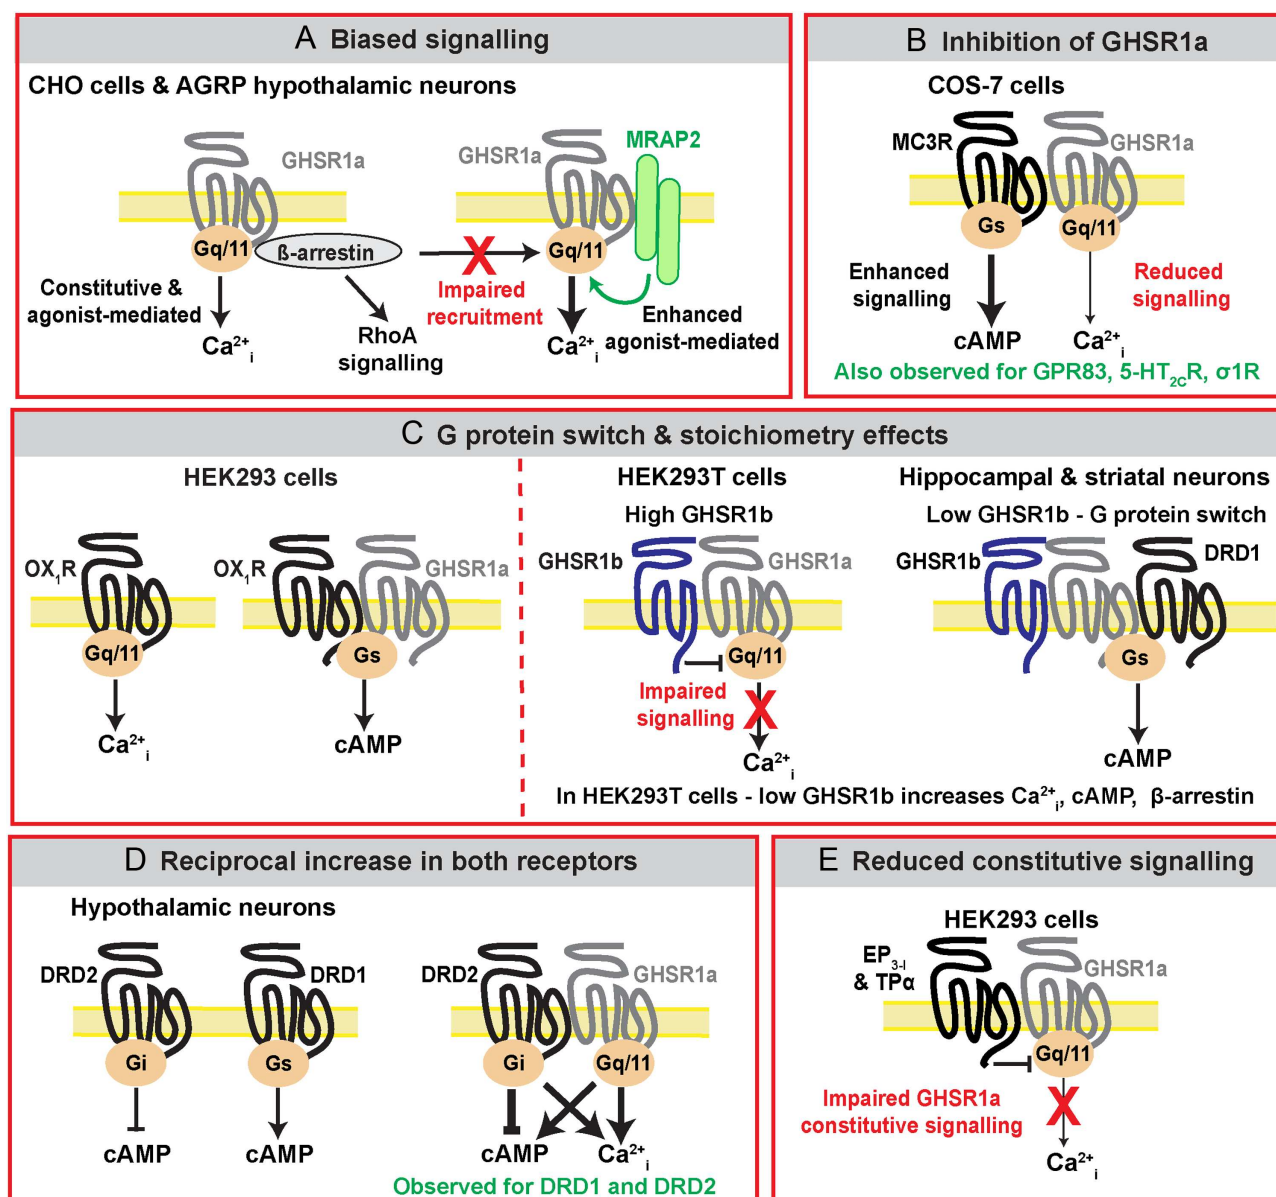 A Biased signalling
CHO cells & AGRP hypothalamic neurons
GHSR1a
Gq/11
ß-arrestin
Constitutive &
agonist-mediated
Ca²⁺ᵢ
RhoA
signalling
Impaired
recruitment
GHSR1a
MRAP2
Gq/11
Enhanced
agonist-mediated
Ca²⁺ᵢ
B Inhibition of GHSR1a
COS-7 cells
MC3R
GHSR1a
Gs
Gq/11
Enhanced
signalling
Reduced
signalling
cAMP
Ca²⁺ᵢ
Also observed for GPR83, 5-HT2CR, σ1R
C G protein switch & stoichiometry effects
HEK293 cells
OX₁R
Gq/11
Ca²⁺ᵢ
OX₁R
GHSR1a
Gs
cAMP
HEK293T cells
High GHSR1b
GHSR1b
GHSR1a
Gq/11
Impaired
signalling
Ca²⁺ᵢ
Hippocampal & striatal neurons
Low GHSR1b - G protein switch
GHSR1b
DRD1
Gs
cAMP
In HEK293T cells - low GHSR1b increases Ca²⁺ᵢ, cAMP, β-arrestin
D Reciprocal increase in both receptors
Hypothalamic neurons
DRD2
DRD1
Gi
Gs
cAMP
cAMP
DRD2
GHSR1a
Gi
Gq/11
cAMP
Ca²⁺ᵢ
Observed for DRD1 and DRD2
E Reduced constitutive signalling
HEK293 cells
EP3-I
& TPα
GHSR1a
Gq/11
Impaired GHSR1a
constitutive signalling
Ca²⁺ᵢ